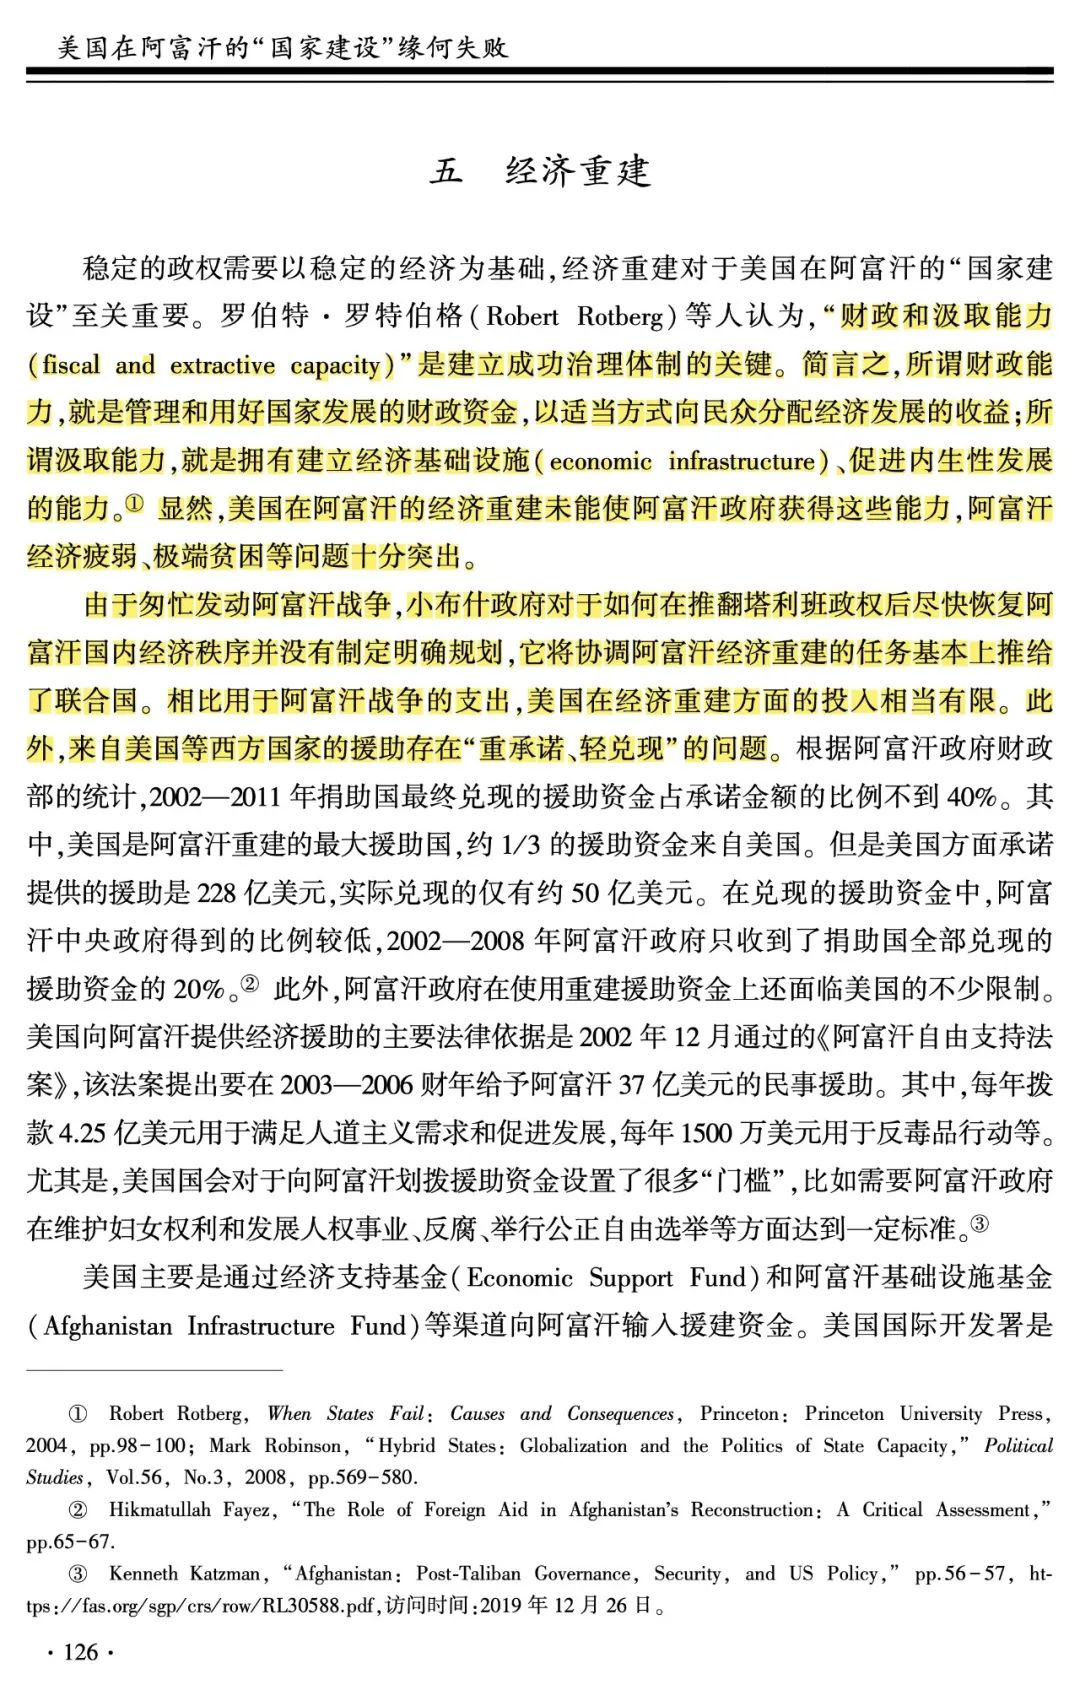 美国在阿富汗的“国家建设”缘何失败
五 经济重建
稳定的政权需要以稳定的经济为基础,经济重建对于美国在阿富汗的“国家建
设”至关重要。罗伯特·罗特伯格(Robert Rotberg)等人认为,“财政和汲取能力
(fiscal and extractive capacity)”是建立成功治理体制的关键。简言之,所谓财政能
力,就是管理和用好国家发展的财政资金,以适当方式向民众分配经济发展的收益;所
谓汲取能力,就是拥有建立经济基础设施(economic infrastructure)、促进内生性发展
的能力。① 显然,美国在阿富汗的经济重建未能使阿富汗政府获得这些能力,阿富汗
经济疲弱、极端贫困等问题十分突出。
由于匆忙发动阿富汗战争,小布什政府对于如何在推翻塔利班政权后尽快恢复阿
富汗国内经济秩序并没有制定明确规划,它将协调阿富汗经济重建的任务基本上推给
了联合国。相比用于阿富汗战争的支出,美国在经济重建方面的投入相当有限。此
外,来自美国等西方国家的援助存在“重承诺、轻兑现”的问题。根据阿富汗政府财政
部的统计,2002—2011 年捐助国最终兑现的援助资金占承诺金额的比例不到 40%。其
中,美国是阿富汗重建的最大援助国,约 1/3 的援助资金来自美国。但是美国方面承诺
提供的援助是 228 亿美元,实际兑现的仅有约 50 亿美元。在兑现的援助资金中,阿富
汗中央政府得到的比例较低,2002—2008 年阿富汗政府只收到了捐助国全部兑现的
援助资金的 20%。② 此外,阿富汗政府在使用重建援助资金上还面临美国的不少限制。
美国向阿富汗提供经济援助的主要法律依据是 2002 年 12 月通过的《阿富汗自由支持法
案》,该法案提出要在 2003—2006 财年给予阿富汗 37 亿美元的民事援助。其中,每年拨
款 4.25 亿美元用于满足人道主义需求和促进发展,每年 1500 万美元用于反毒品行动等。
尤其是,美国国会对于向阿富汗划拨援助资金设置了很多“门槛”,比如需要阿富汗政府
在维护妇女权利和发展人权事业、反腐、举行公正自由选举等方面达到一定标准。③
美国主要是通过经济支持基金(Economic Support Fund)和阿富汗基础设施基金
(Afghanistan Infrastructure Fund)等渠道向阿富汗输入援建资金。美国国际开发署是
① Robert Rotberg, When States Fail: Causes and Consequences, Princeton: Princeton University Press,
2004, pp.98-100; Mark Robinson, “Hybrid States: Globalization and the Politics of State Capacity,” Political
Studies, Vol.56, No.3, 2008, pp.569-580.
② Hikmatullah Fayez, “The Role of Foreign Aid in Afghanistan's Reconstruction: A Critical Assessment,”
pp.65-67.
③ Kenneth Katzman, “Afghanistan: Post-Taliban Governance, Security, and US Policy,” pp.56-57, ht-
tps://fas.org/sgp/crs/row/RL30588.pdf,访问时间:2019 年 12 月 26 日。
· 126 ·